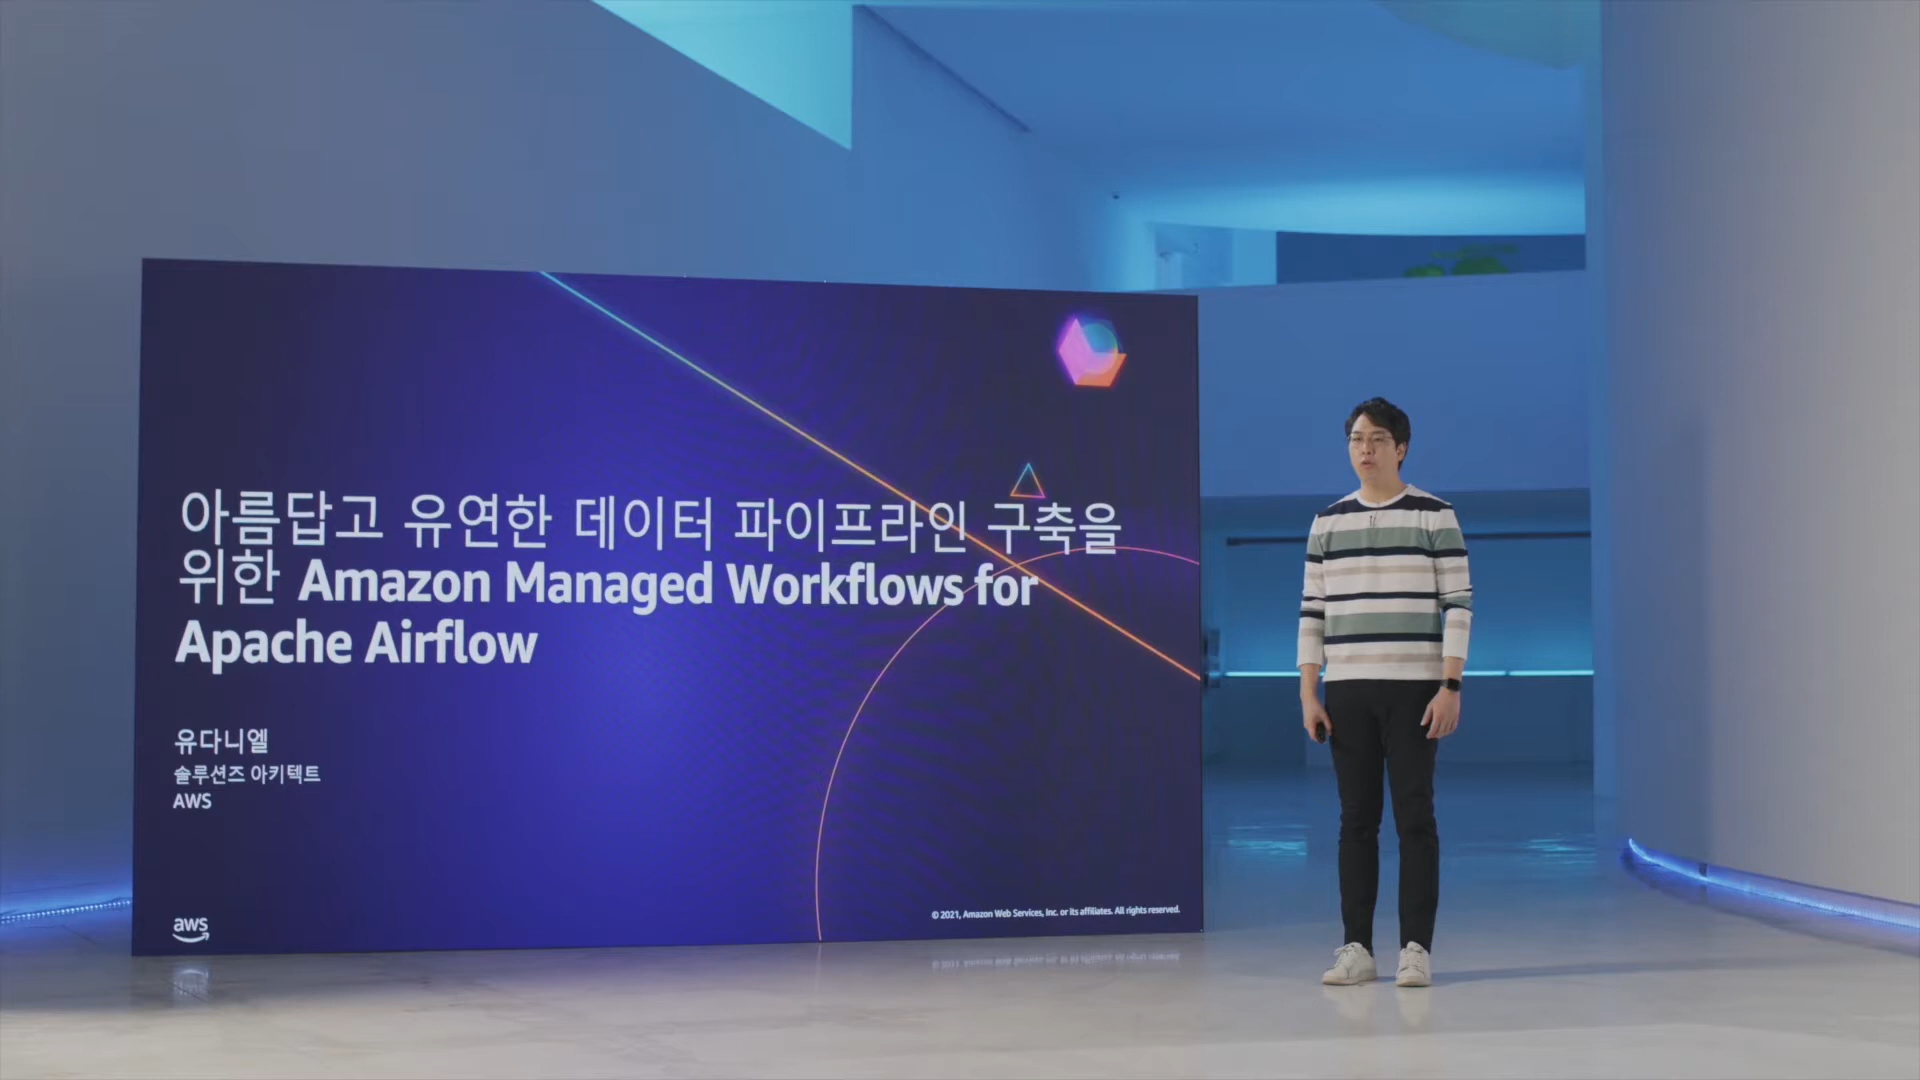 아름답고 유연한 데이터 파이프라인 구축을
위한 Amazon Managed Workflows for
Apache Airflow
유다니엘
솔루션즈 아키텍트
AWS
aws
© 2021, Amazon Web Services, Inc. or its affiliates. All rights reserved.